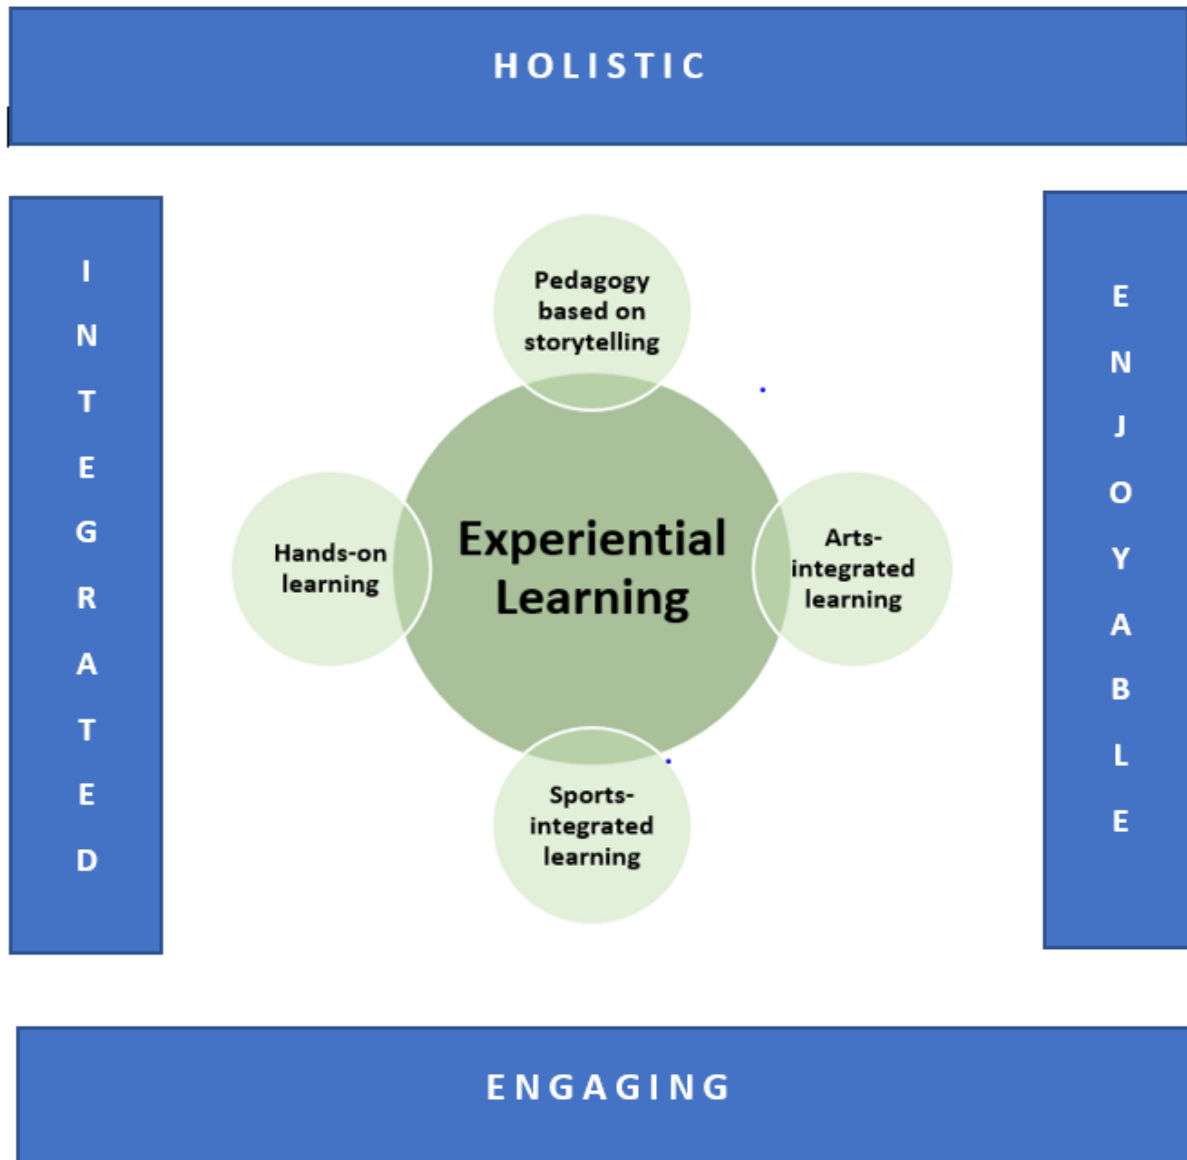 HOLISTIC
INTEGRATED
Pedagogy
based on
storytelling
Hands-on
learning
Experiential
Learning
Arts-
integrated
learning
Sports-
integrated
learning
ENJOYABLE
ENGAGING